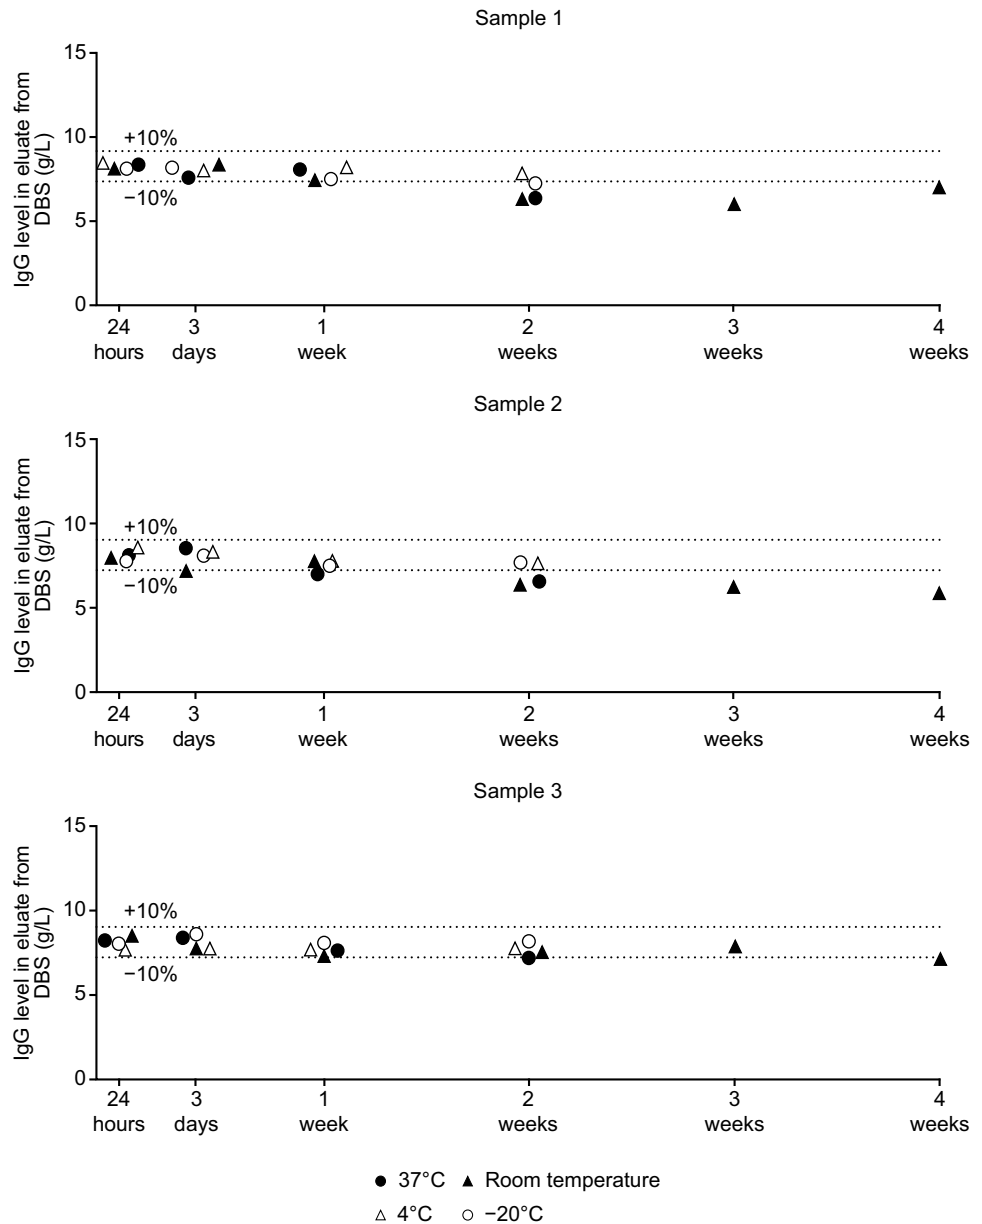 Sample 1
IgG level in eluate from
DBS (g/L)
15
10
5
0
+10%
−10%
24
hours
3
days
1
week
2
weeks
3
weeks
4
weeks
Sample 2
IgG level in eluate from
DBS (g/L)
15
10
5
0
+10%
−10%
24
hours
3
days
1
week
2
weeks
3
weeks
4
weeks
Sample 3
IgG level in eluate from
DBS (g/L)
15
10
5
0
+10%
−10%
24
hours
3
days
1
week
2
weeks
3
weeks
4
weeks
37°C
Room temperature
4°C
−20°C